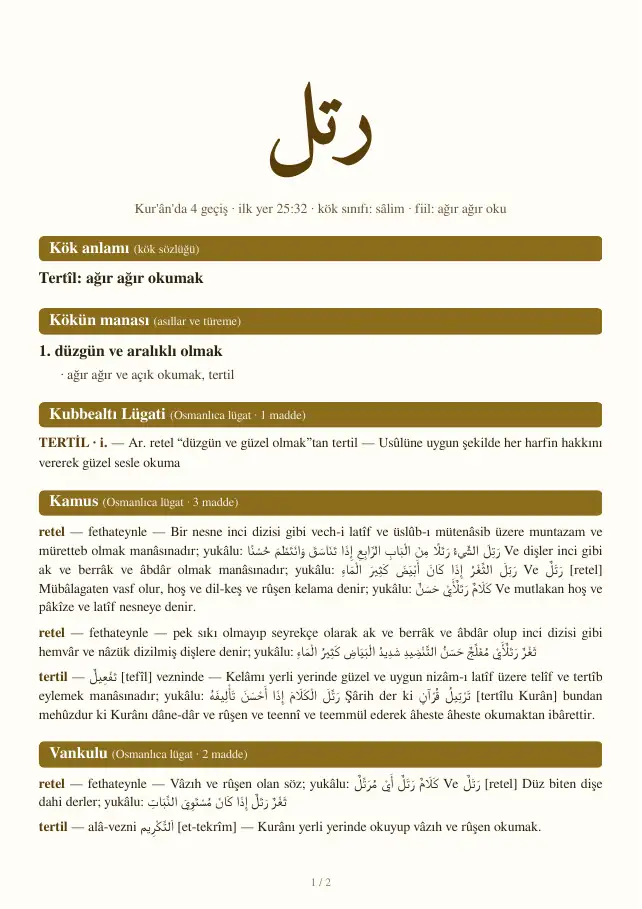 رتل
Kur'ân'da 4 geçiş · ilk yer 25:32 · kök sınıfı: sâlim · fiil: ağır ağır oku
Kök anlamı (kök sözlüğü)
Tertîl: ağır ağır okumak
Kökün manası (asıllar ve türeme)
1. düzgün ve aralıklı olmak
· ağır ağır ve açık okumak, tertil
Kubbealtı Lügati (Osmanlıca lügat · 1 madde)
TERTİL · i. — Ar. retel “düzgün ve güzel olmak”tan tertil — Usûlüne uygun şekilde her harfin hakkını
vererek güzel sesle okuma
Kamus (Osmanlıca lügat · 3 madde)
retel — fethateynle — Bir nesne inci dizisi gibi vech-i latîf ve üslûb-ı mütenâsib üzere muntazam ve
müretteb olmak manâsınadır; yukâlu: رَتِلَ الشَّيْءُ رَتَلًا مِنَ الْبَابِ الرَّابِعِ إِذَا تَنَاسَقَ وَانْتَظَمَ حُسْنًا Ve dişler inci gibi
ak ve berrâk ve âbdâr olmak manâsınadır; yukâlu: رَتِلَ الثَّغْرُ إِذَا كَانَ أَبْيَضَ كَثِيرَ الْمَاءِ Ve رَتَلٌ [retel]
Mübâlagaten vasf olur, hoş ve dil-keş ve rûşen kelama denir; yukâlu: كَلَامٌ رَتَلٌ أَيْ حَسَنٌ Ve mutlakan hoş ve
pâkîze ve latîf nesneye denir.
retel — fethateynle — pek sıkı olmayıp seyrekçe olarak ak ve berrâk ve âbdâr olup inci dizisi gibi
hemvâr ve nâzük dizilmiş dişlere denir; yukâlu: ثَغْرٌ رَتَلٌ أَيْ مُفَلَّجٌ حَسَنُ التَّنْضِيدِ شَدِيدُ الْبَيَاضِ كَثِيرُ الْمَاءِ
tertil — تَفْعِيلٌ [tefîl] vezninde — Kelâmı yerli yerinde güzel ve uygun nizâm-ı latîf üzere telîf ve tertîb
eylemek manâsınadır; yukâlu: رَتَّلَ الْكَلَامَ إِذَا أَحْسَنَ تَأْلِيفَهُ Şârih der ki تَرْتِيلُ قُرْآنِ [tertîlu Kurân] bundan
mehûzdur ki Kurânı dâne-dâr ve rûşen ve teennî ve teemmül ederek âheste âheste okumaktan ibârettir.
Vankulu (Osmanlıca lügat · 2 madde)
retel — fethateynle — Vâzıh ve rûşen olan söz; yukâlu: كَلَامٌ رَتَلٌ أَيْ مُرَتَّلٌ Ve رَتَلٌ [retel] Düz biten dişe
dahi derler; yukâlu: ثَغْرٌ رَتَلٌ إِذَا كَانَ مُسْتَوِيَ النَّبَاتِ
tertil — alâ-vezni اَلتَّكْرِيم [et-tekrîm] — Kurânı yerli yerinde okuyup vâzıh ve rûşen okumak.
1 / 2